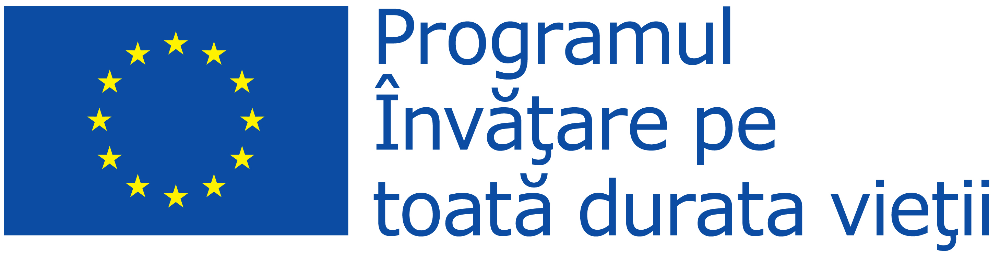 Programul
Învăţare pe
toată durata vieţii